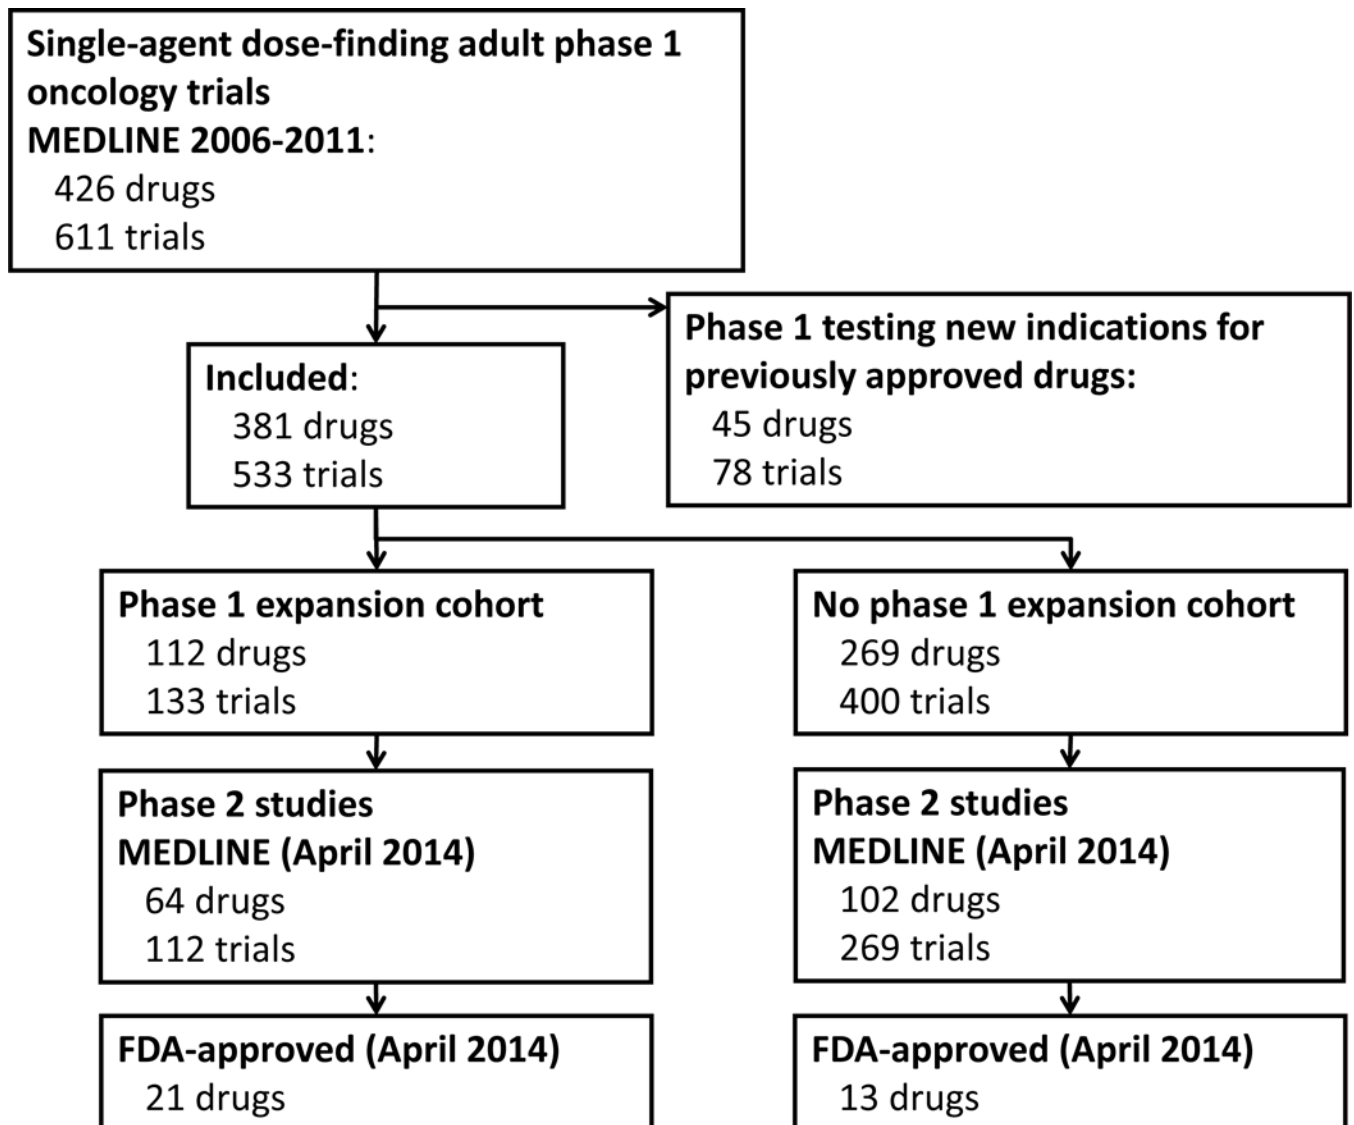 Single-agent dose-finding adult phase 1
oncology trials
MEDLINE 2006-2011:
426 drugs
611 trials
Phase 1 testing new indications for
previously approved drugs:
45 drugs
78 trials
Included:
381 drugs
533 trials
Phase 1 expansion cohort
112 drugs
133 trials
No phase 1 expansion cohort
269 drugs
400 trials
Phase 2 studies
MEDLINE (April 2014)
64 drugs
112 trials
Phase 2 studies
MEDLINE (April 2014)
102 drugs
269 trials
FDA-approved (April 2014)
21 drugs
FDA-approved (April 2014)
13 drugs